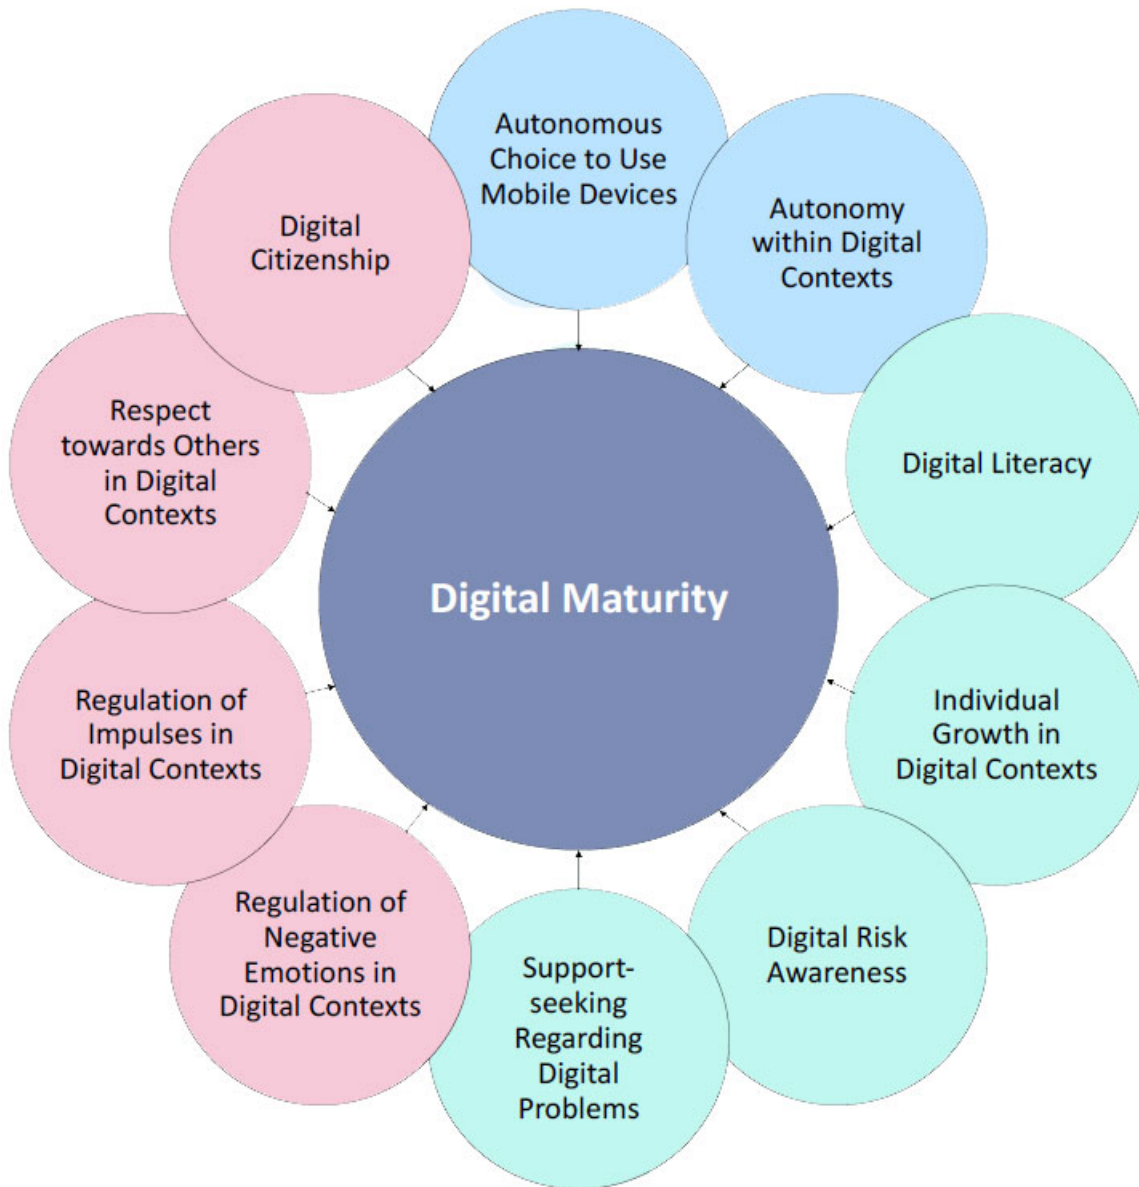 Autonomous
Choice to Use
Mobile Devices
Autonomy
within Digital
Contexts
Digital Literacy
Individual
Growth in
Digital Contexts
Digital Risk
Awareness
Support-
seeking
Regarding
Digital
Problems
Regulation of
Negative
Emotions in
Digital Contexts
Regulation of
Impulses in
Digital Contexts
Respect
towards Others
in Digital
Contexts
Digital
Citizenship
Digital Maturity